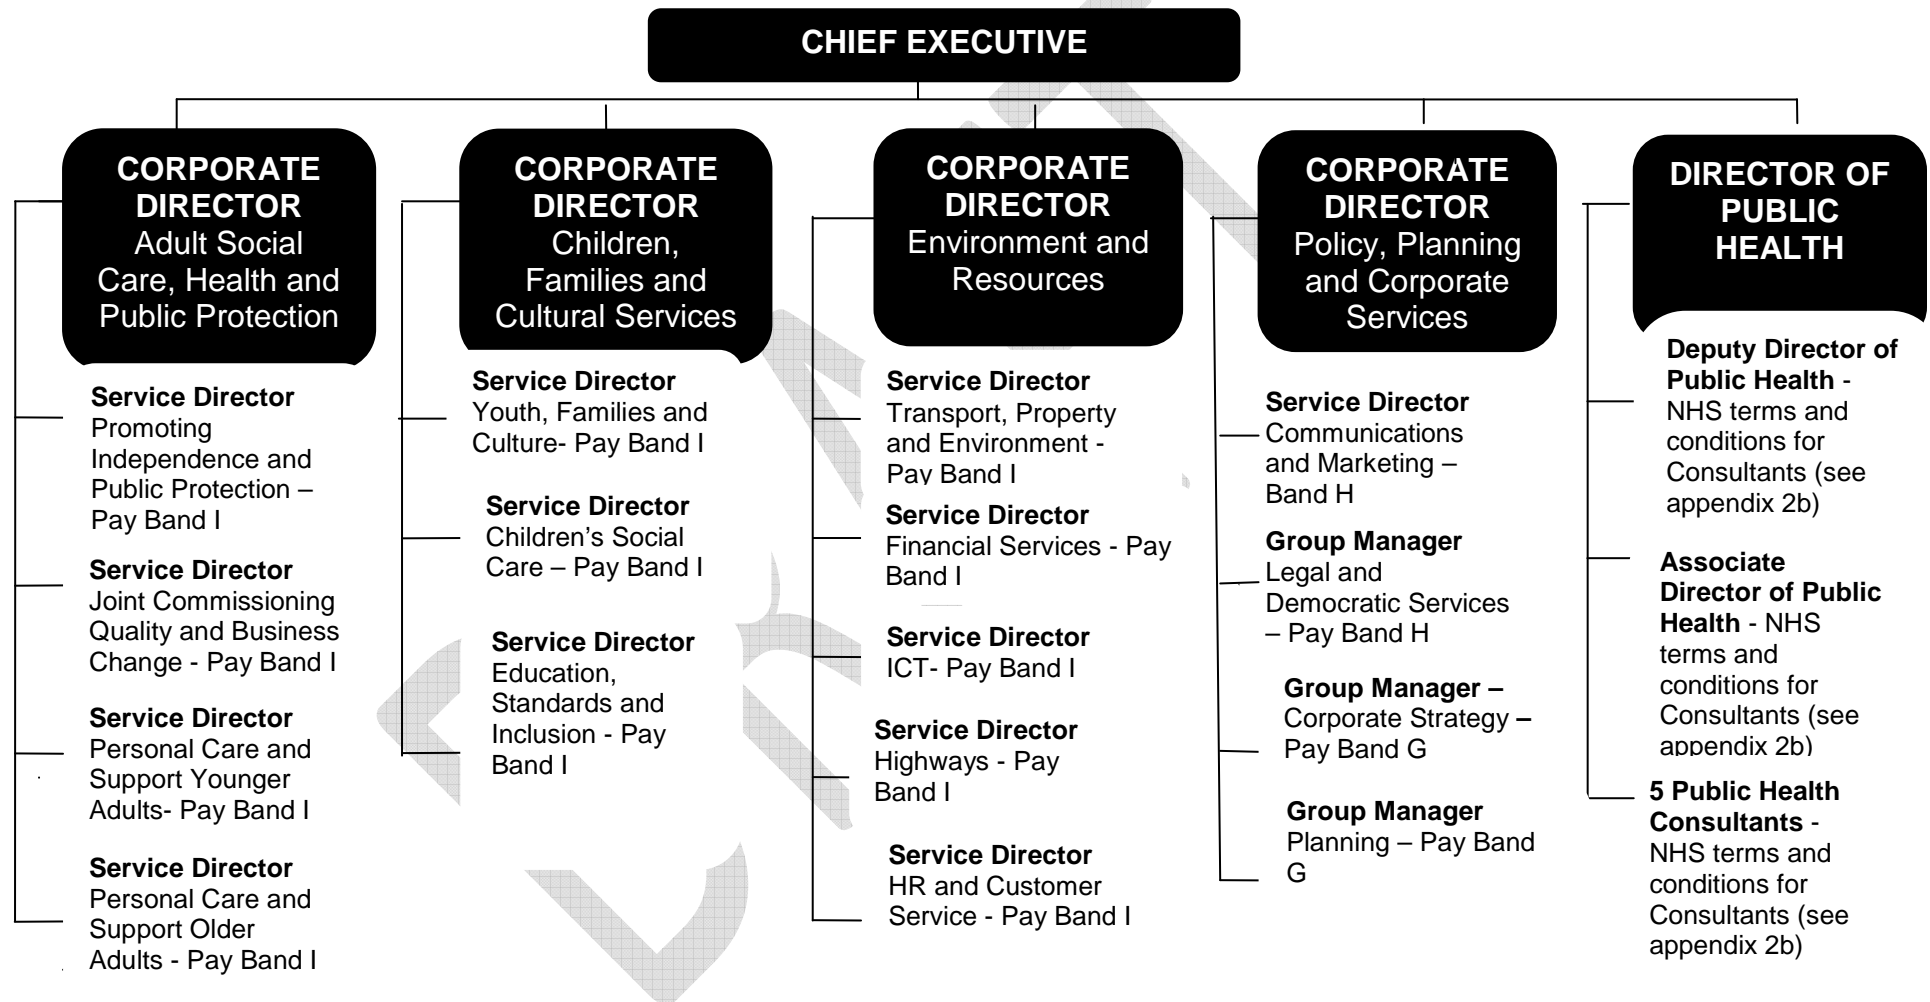 CHIEF EXECUTIVE
CORPORATE
DIRECTOR
Adult Social
Care, Health and
Public Protection
Service Director
Promoting
Independence and
Public Protection –
Pay Band I
Service Director
Joint Commissioning
Quality and Business
Change - Pay Band I
Service Director
Personal Care and
Support Younger
Adults- Pay Band I
Service Director
Personal Care and
Support Older
Adults - Pay Band I
CORPORATE
DIRECTOR
Children,
Families and
Cultural Services
Service Director
Youth, Families and
Culture- Pay Band I
Service Director
Children’s Social
Care – Pay Band I
Service Director
Education,
Standards and
Inclusion - Pay
Band I
CORPORATE
DIRECTOR
Environment and
Resources
Service Director
Transport, Property
and Environment -
Pay Band I
Service Director
Financial Services - Pay
Band I
Service Director
ICT- Pay Band I
Service Director
Highways - Pay
Band I
Service Director
HR and Customer
Service - Pay Band I
CORPORATE
DIRECTOR
Policy, Planning
and Corporate
Services
Service Director
Communications
and Marketing –
Band H
Group Manager
Legal and
Democratic Services
– Pay Band H
Group Manager –
Corporate Strategy –
Pay Band G
Group Manager
Planning – Pay Band
G
DIRECTOR OF
PUBLIC
HEALTH
Deputy Director of
Public Health -
NHS terms and
conditions for
Consultants (see
appendix 2b)
Associate
Director of Public
Health - NHS
terms and
conditions for
Consultants (see
appendix 2b)
5 Public Health
Consultants -
NHS terms and
conditions for
Consultants (see
appendix 2b)